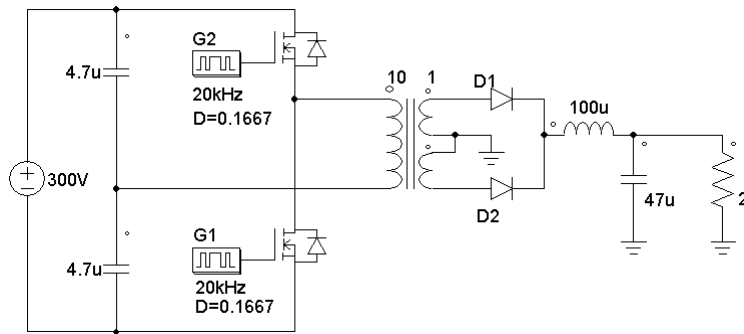 G2
4.7u
20kHz
D=0.1667
10 1
D1
100u
300V
47u
2
D2
G1
4.7u
20kHz
D=0.1667